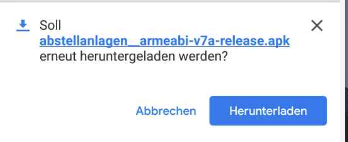 Soll
abstellanlagen__armeabi-v7a-release.apk
erneut heruntergeladen werden?
Abbrechen
Herunterladen